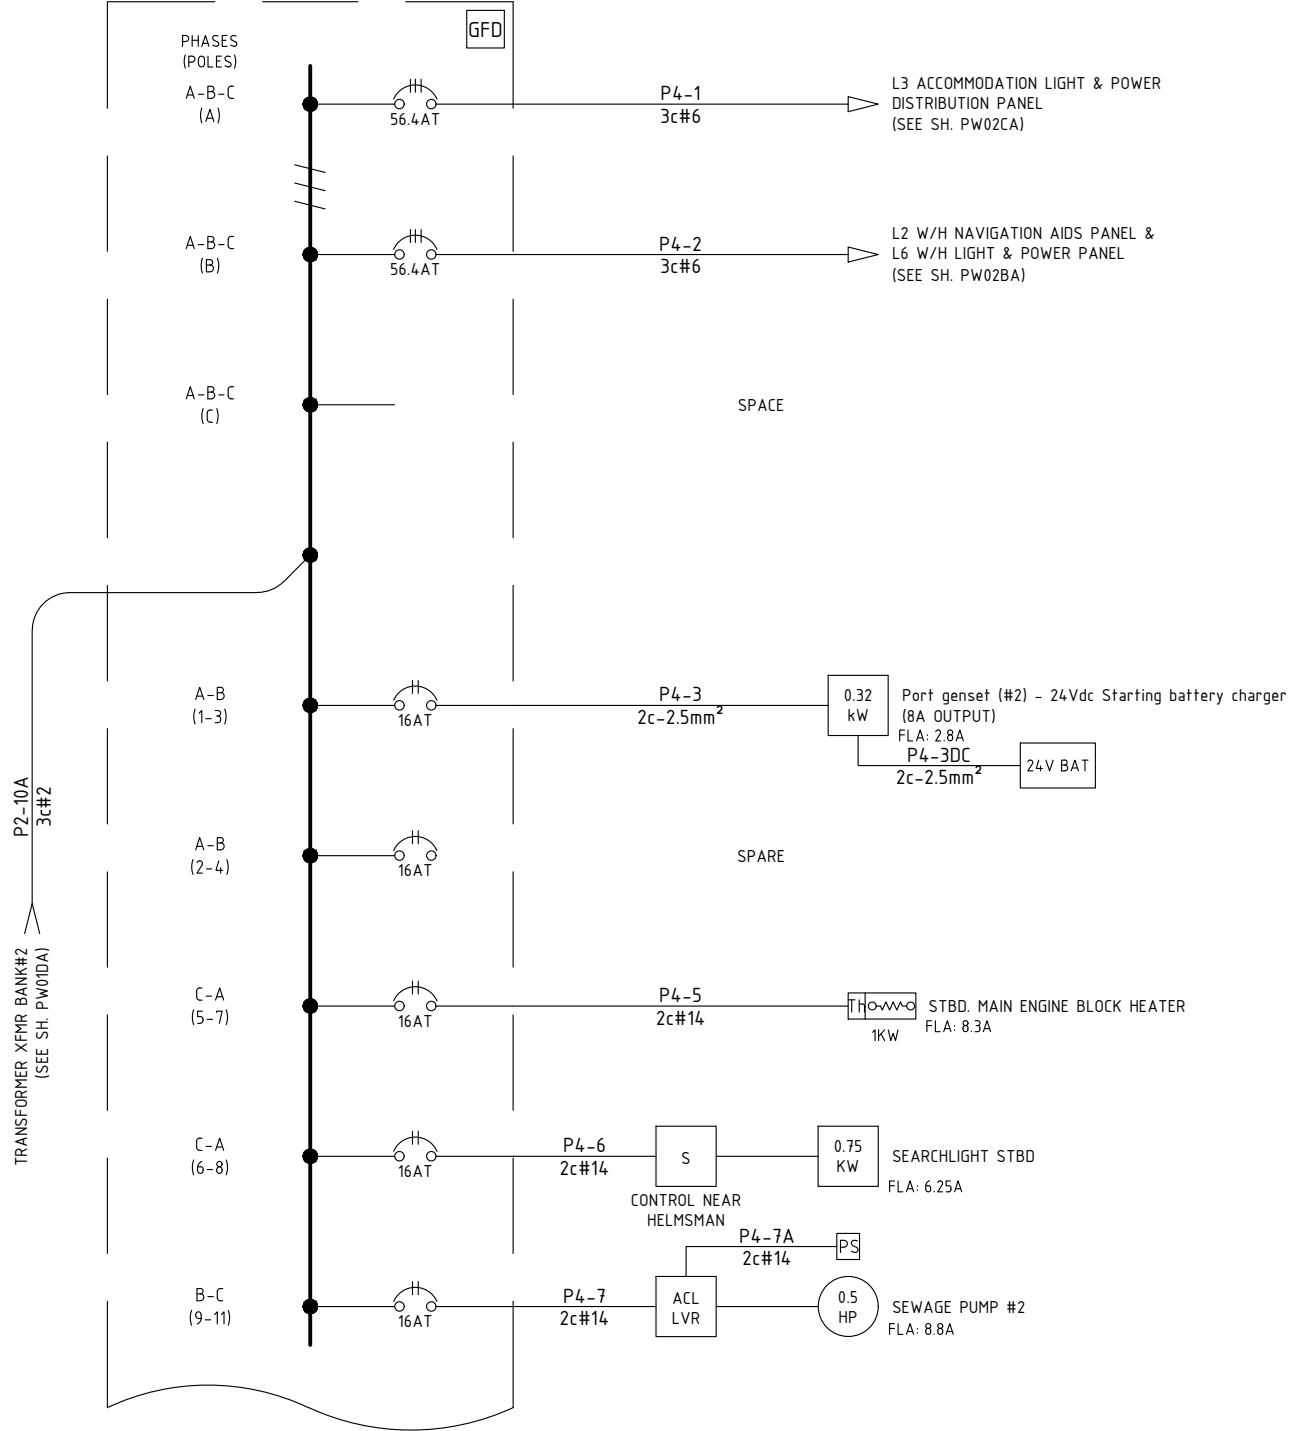 GFD
PHASES
(POLES)
A-B-C
(A)
56.4AT
P4-1
3c#6
L3 ACCOMMODATION LIGHT & POWER
DISTRIBUTION PANEL
(SEE SH. PW02CA)
A-B-C
(B)
56.4AT
P4-2
3c#6
L2 W/H NAVIGATION AIDS PANEL &
L6 W/H LIGHT & POWER PANEL
(SEE SH. PW02BA)
A-B-C
(C)
SPACE
P2-10A
3c#2
TRANSFORMER XFMR BANK#2
(SEE SH. PW01DA)
A-B
(1-3)
16AT
P4-3
2c-2.5mm²
0.32
kW
Port genset (#2) - 24Vdc Starting battery charger
(8A OUTPUT)
FLA: 2.8A
P4-3DC
2c-2.5mm²
24V BAT
A-B
(2-4)
16AT
SPARE
C-A
(5-7)
16AT
P4-5
2c#14
Th
1KW
STBD. MAIN ENGINE BLOCK HEATER
FLA: 8.3A
C-A
(6-8)
16AT
P4-6
2c#14
S
CONTROL NEAR
HELMSMAN
0.75
KW
SEARCHLIGHT STBD
FLA: 6.25A
P4-7A
2c#14
PS
B-C
(9-11)
16AT
P4-7
2c#14
ACL
LVR
0.5
HP
SEWAGE PUMP #2
FLA: 8.8A